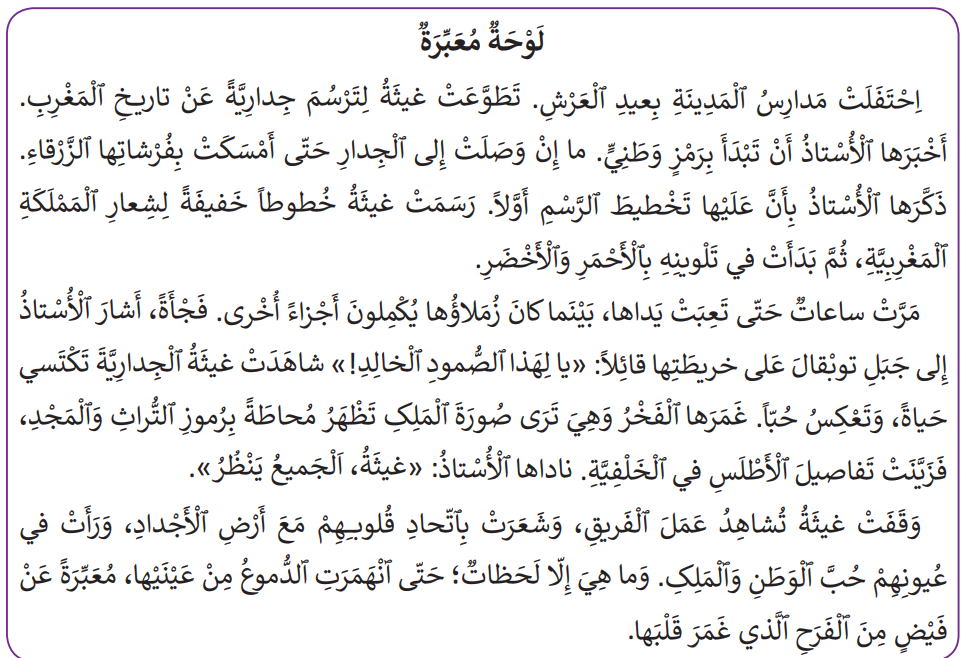 لَوْحَةٌ مُعَبِّرَةٌ
اِحْتَفَلَتْ مَدارِسُ ٱلْمَدِينَةِ بِعيدِ ٱلْعَرْشِ. تَطَوَّعَتْ غيثَةُ لِتَرْسُمَ جِدارِيَّةً عَنْ تاريخِ ٱلْمَغْرِبِ.
أَخْبَرَها ٱلْأُسْتاذُ أَنْ تَبْدَأَ بِرَمْزٍ وَطَنِيٍّ. ما إِنْ وَصَلَتْ إِلى ٱلْجِدارِ حَتّى أَمْسَكَتْ بِفُرْشاتِها ٱلزَّرْقاءِ.
ذَكَّرَها ٱلْأُسْتاذُ بِأَنَّ عَلَيْها تَخْطيطَ ٱلرَّسْمِ أَوَّلاً. رَسَمَتْ غيثَةُ خُطوطاً خَفيفَةً لِشِعارِ ٱلْمَمْلَكَةِ
ٱلْمَغْرِبِيَّةِ، ثُمَّ بَدَأَتْ في تَلْوينِهِ بِٱلْأَحْمَرِ وَٱلْأَخْضَرِ.
مَرَّتْ ساعاتٌ حَتّى تَعِبَتْ يَداها، بَيْنَما كانَ زُمَلاؤُها يُكْمِلونَ أَجْزاءً أُخْرى. فَجْأَةً، أَشارَ ٱلْأُسْتاذُ
إِلى جَبَلِ توبْقالَ عَلى خريطَتِها قائِلاً: «يا لِهَذا ٱلصُّمودِ ٱلْخالِدِ!» شاهَدَتْ غيثَةُ ٱلْجِدارِيَّةَ تَكْتَسي
حَياةً، وَتَعْكِسُ حُبّاً. غَمَرَها ٱلْفَخْرُ وَهِيَ تَرَى صُورَةَ ٱلْمَلِكِ تَظْهَرُ مُحاطَةً بِرُموزِ ٱلتُّراثِ وَٱلْمَجْدِ،
فَزَيَّنَتْ تَفاصيلَ ٱلْأَطْلَسِ في ٱلْخَلْفِيَّةِ. ناداها ٱلْأُسْتاذُ: «غيثَةُ، اَلْجَميعُ يَنْظُرُ».
وَقَفَتْ غيثَةُ تُشاهِدُ عَمَلَ ٱلْفَريقِ، وَشَعَرَتْ بِٱتّحادِ قُلوبِـهِمْ مَعَ أَرْضِ ٱلْأَجْدادِ، وَرَأَتْ في
عُيونِهِمْ حُبَّ ٱلْوَطَنِ وَٱلْمَلِكِ. وَما هِيَ إِلّا لَحَظاتٌ؛ حَتّى ٱنْهَمَرَتِ ٱلدُّموعُ مِنْ عَيْنَيْها، مُعَبِّرَةً عَنْ
فَيْضٍ مِنَ ٱلْفَرَحِ ٱلَّذي غَمَرَ قَلْبَها.